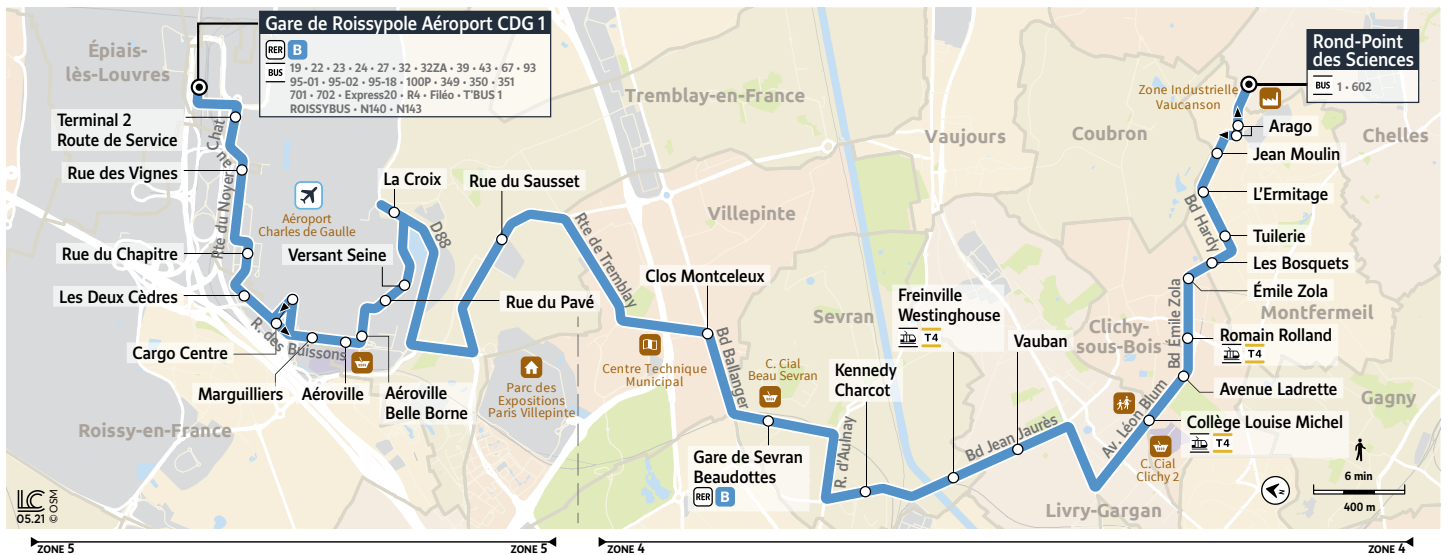 Gare de Roissypole Aéroport CDG 1
RER B
BUS 19 • 22 • 23 • 24 • 27 • 32 • 32ZA • 39 • 43 • 67 • 93
95-01 • 95-02 • 95-18 • 100P • 349 • 350 • 351
701 • 702 • Express20 • R4 • Filéo • T'BUS 1
ROISSYBUS • N140 • N143
Rond-Point
des Sciences
BUS 1 • 602
Épiais-
lès-Louvres
Terminal 2
Route de Service
Rue des Vignes
Rte du Noyer
du Chat
Aéroport
Charles de Gaulle
Rue du Chapitre
Les Deux Cèdres
Cargo Centre
R. des Buissons
Marguilliers
Aéroville
Aéroville
Belle Borne
Rue du Pavé
Versant Seine
La Croix
D88
Rue du Sausset
Roissy-en-France
Parc des
Expositions
Paris Villepinte
Tremblay-en-France
Villepinte
Rte de Tremblay
Clos Montceleux
Centre Technique
Municipal
Bd Ballanger
C. Cial
Beau Sevran
Gare de Sevran
Beaudottes
RER B
Sevran
R. d'Aulnay
Kennedy
Charcot
Freinville
Westinghouse
T4
Bd Jean Jaurès
Vauban
Livry-Gargan
Vaujours
Coubron
Clichy-
sous-Bois
Av. Léon Blum
C. Cial
Clichy 2
Collège Louise Michel
T4
Avenue Ladrette
Romain Rolland
T4
Bd Émile Zola
Émile Zola
Les Bosquets
Tuilerie
Bd Hardy
L'Ermitage
Jean Moulin
Arago
Zone Industrielle
Vaucanson
Chelles
Montfermeil
Gagny
6 min
400 m
LC
05.21 © OSM
ZONE 5
ZONE 5
ZONE 4
ZONE 4